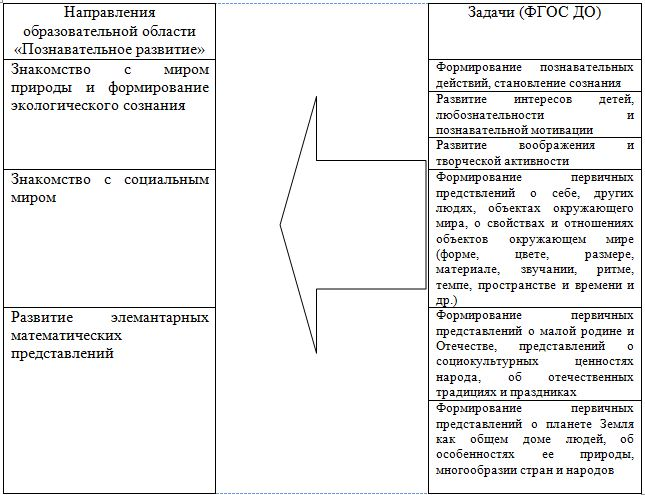 Направления
образовательной области
«Познавательное развитие»
Знакомство с миром
природы и формирование
экологического сознания
Знакомство с социальным
миром
Развитие элемантарных
математических
представлений
Задачи (ФГОС ДО)
Формирование познавательных
действий, становление сознания
Развитие интересов детей,
любознательности и
познавательной мотивации
Развитие воображения и
творческой активности
Формирование первичных
предствлений о себе, других
людях, объектах окружающего
мира, о свойствах и отношениях
объектов окружающем мире
(форме, цвете, размере,
материале, звучании, ритме,
темпе, пространстве и времени и
др.)
Формирование первичных
представлений о малой родине и
Отечестве, представлений о
социокультурных ценностях
народа, об отечественных
традициях и праздниках
Формирование первичных
представлений о планете Земля
как общем доме людей, об
особенностях ее природы,
многообразии стран и народов